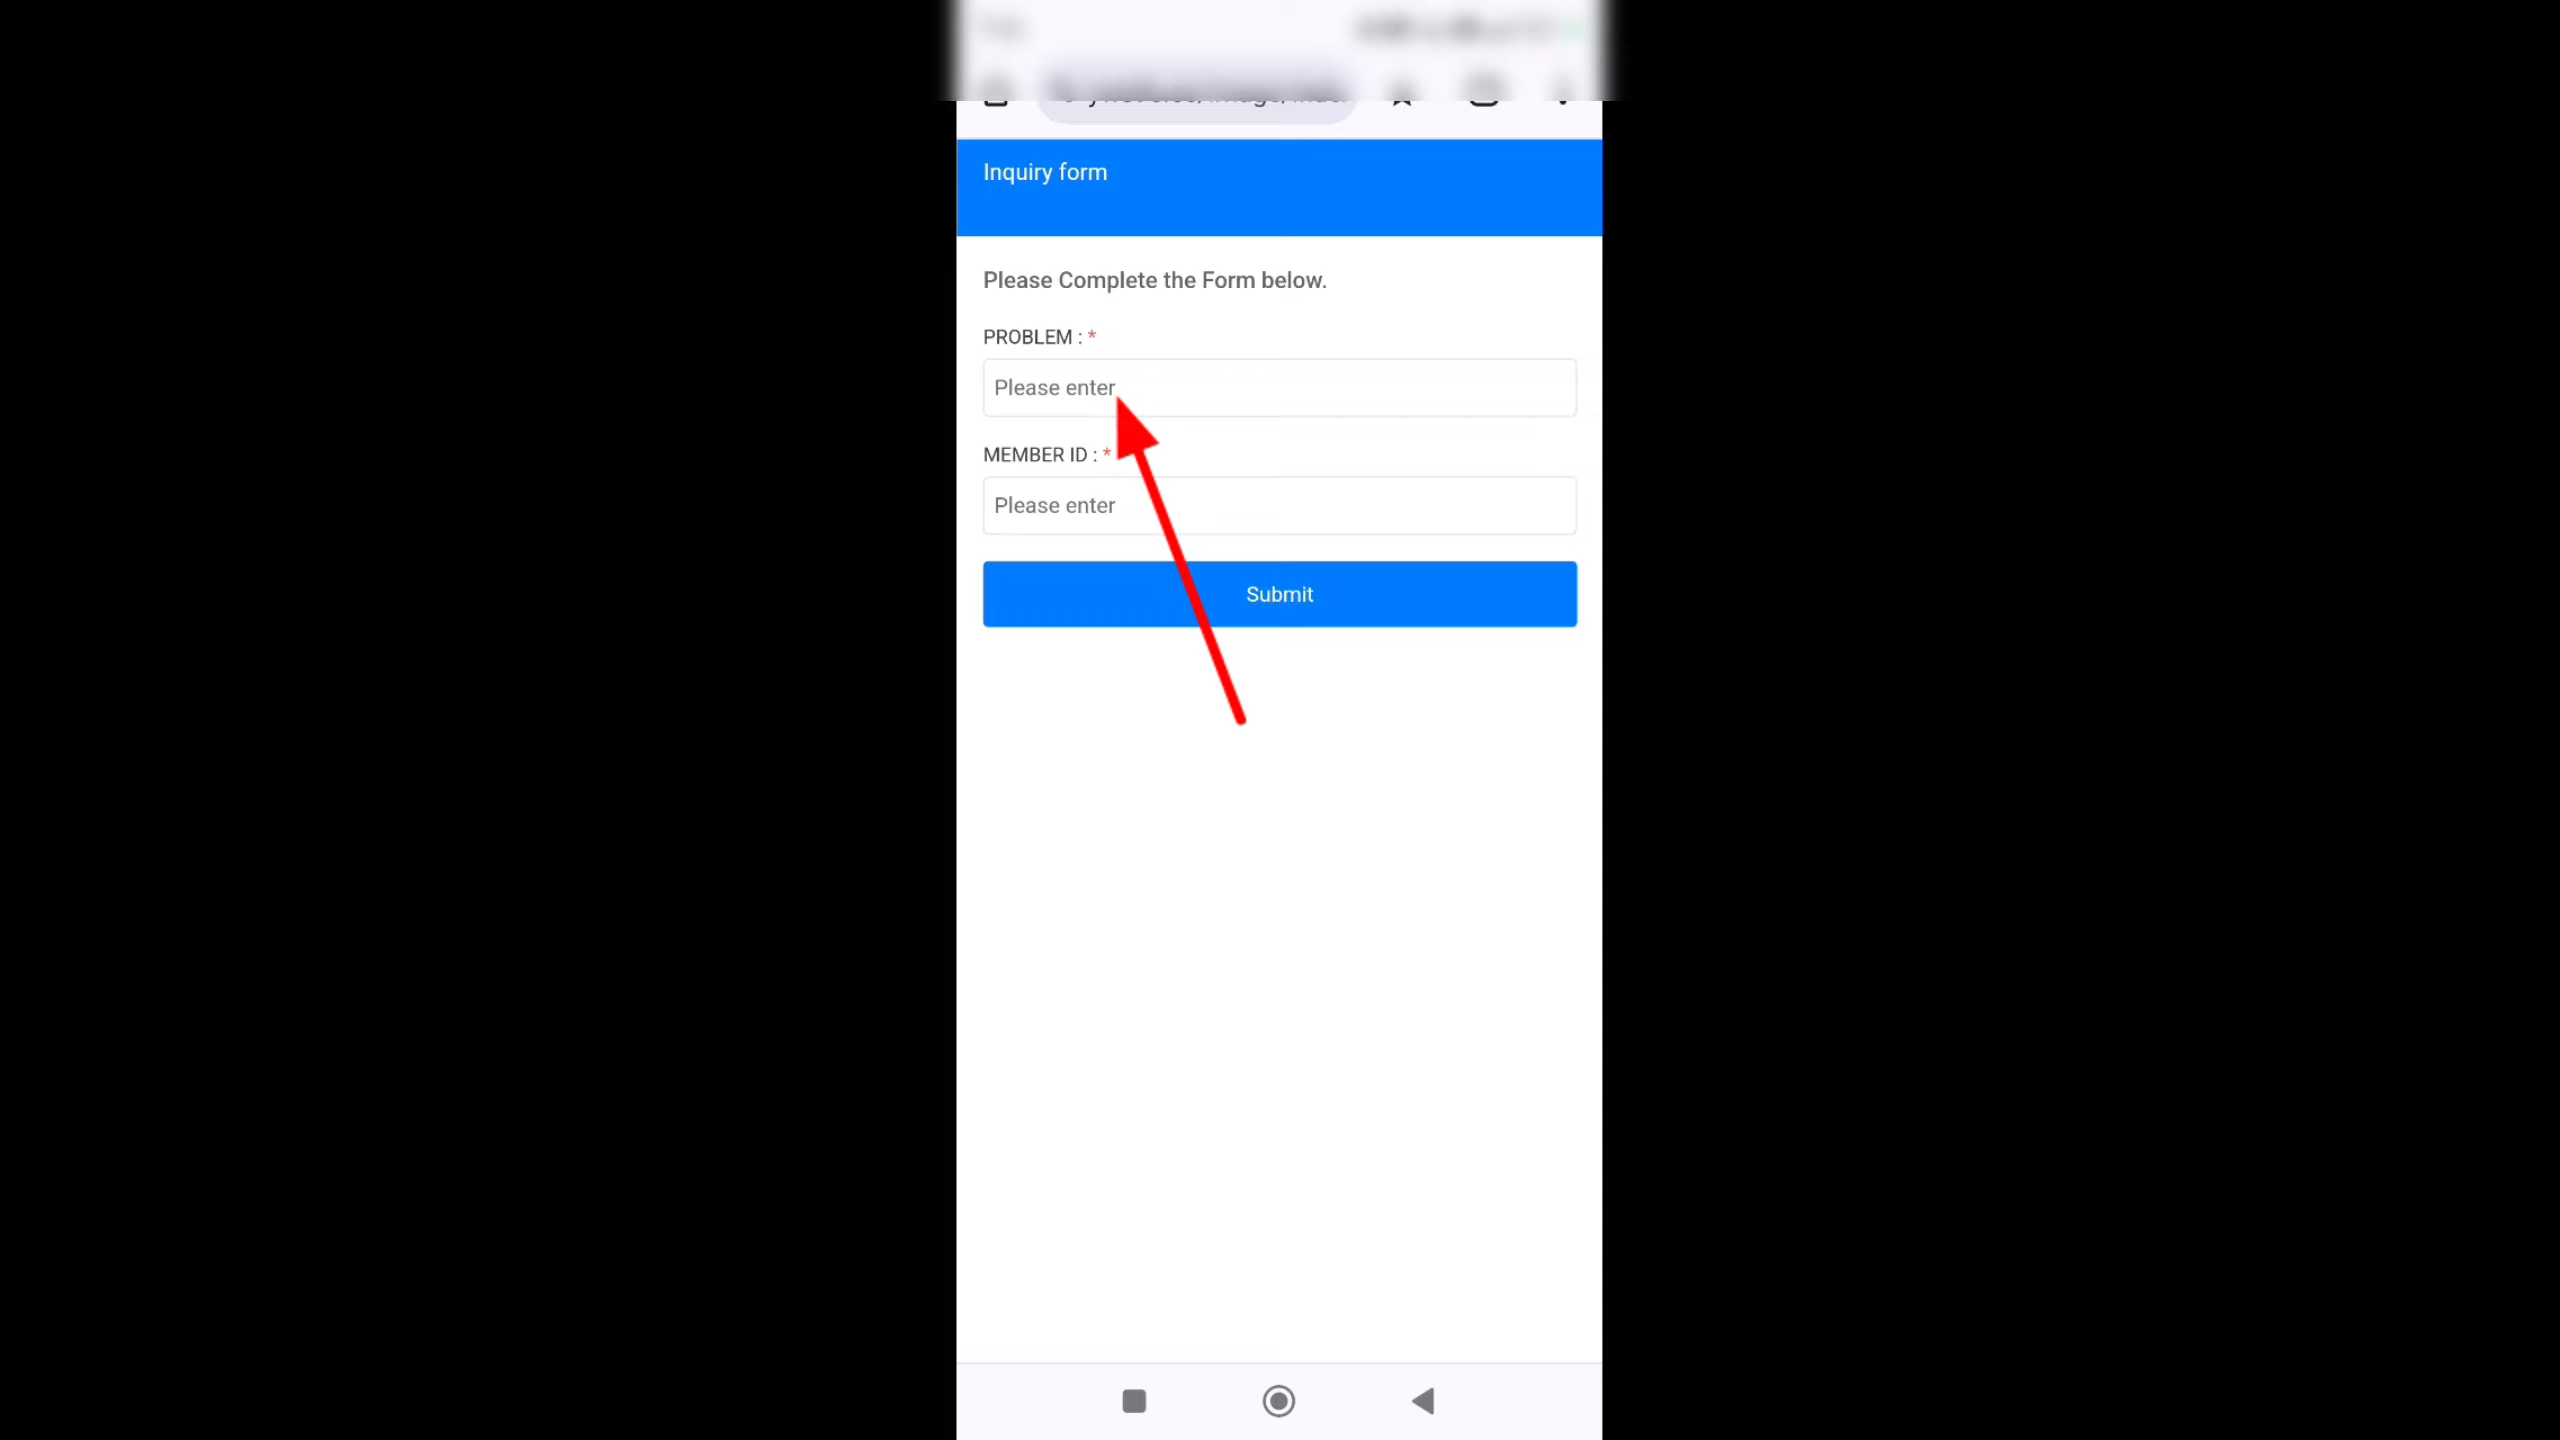 Inquiry form
Please Complete the Form below.
PROBLEM : *
Please enter
MEMBER ID : *
Please enter
Submit